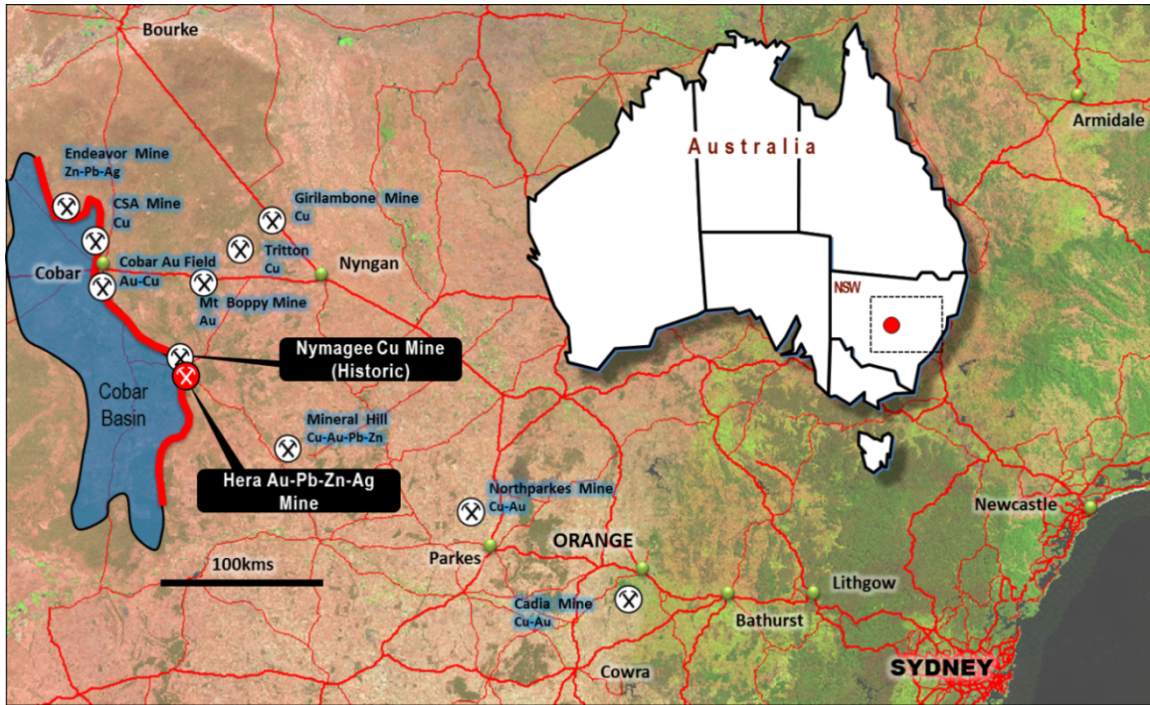 Bourke
Armidale
Australia
NSW
Endeavor Mine
Zn-Pb-Ag
CSA Mine
Cu
Girilambone Mine
Cu
Tritton
Cu
Cobar
Cobar Au Field
Au-Cu
Nyngan
Mt Boppy Mine
Au
Nymagee Cu Mine
(Historic)
Cobar
Basin
Mineral Hill
Cu-Au-Pb-Zn
Hera Au-Pb-Zn-Ag
Mine
Northparkes Mine
Cu-Au
Newcastle
Parkes
ORANGE
100kms
Lithgow
Cadia Mine
Cu-Au
Bathurst
Cowra
SYDNEY